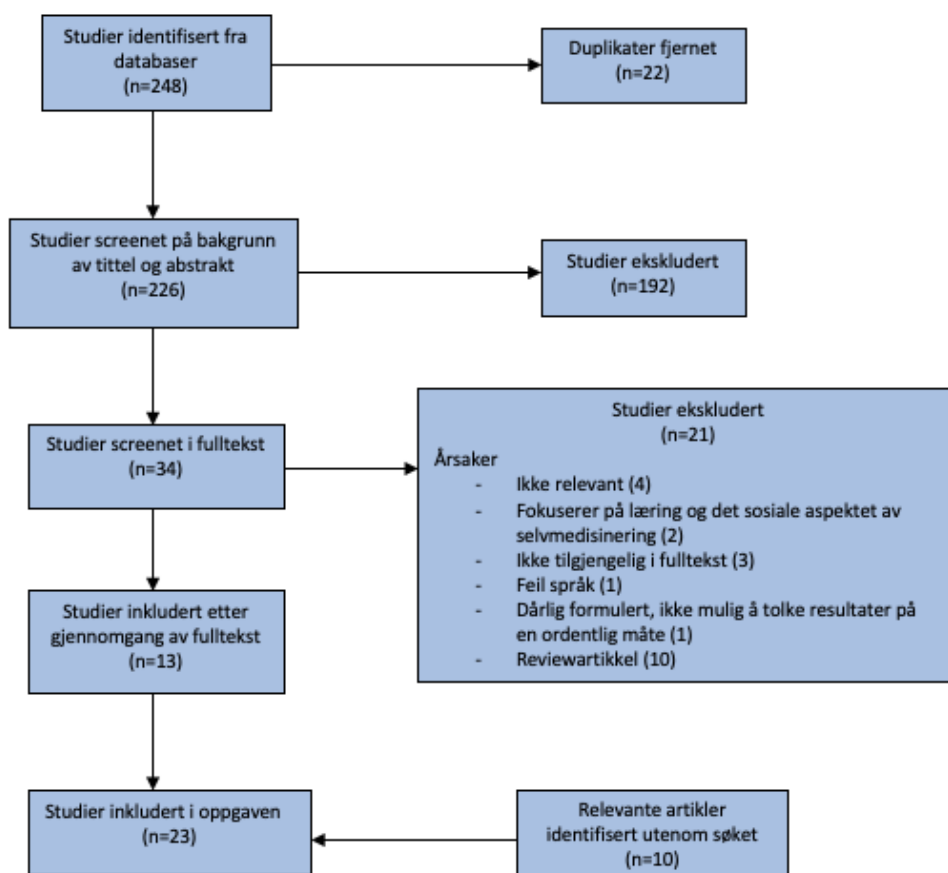 Studier identifisert fra
databaser
(n=248)
Duplikater fjernet
(n=22)
Studier screenet på bakgrunn
av tittel og abstrakt
(n=226)
Studier ekskludert
(n=192)
Studier screenet i fulltekst
(n=34)
Studier ekskludert
(n=21)
Årsaker
- Ikke relevant (4)
- Fokuserer på læring og det sosiale aspektet av
selvmedisinering (2)
- Ikke tilgjengelig i fulltekst (3)
- Feil språk (1)
- Dårlig formulert, ikke mulig å tolke resultater på
en ordentlig måte (1)
- Reviewartikkel (10)
Studier inkludert etter
gjennomgang av fulltekst
(n=13)
Studier inkludert i oppgaven
(n=23)
Relevante artikler
identifisert utenom søket
(n=10)